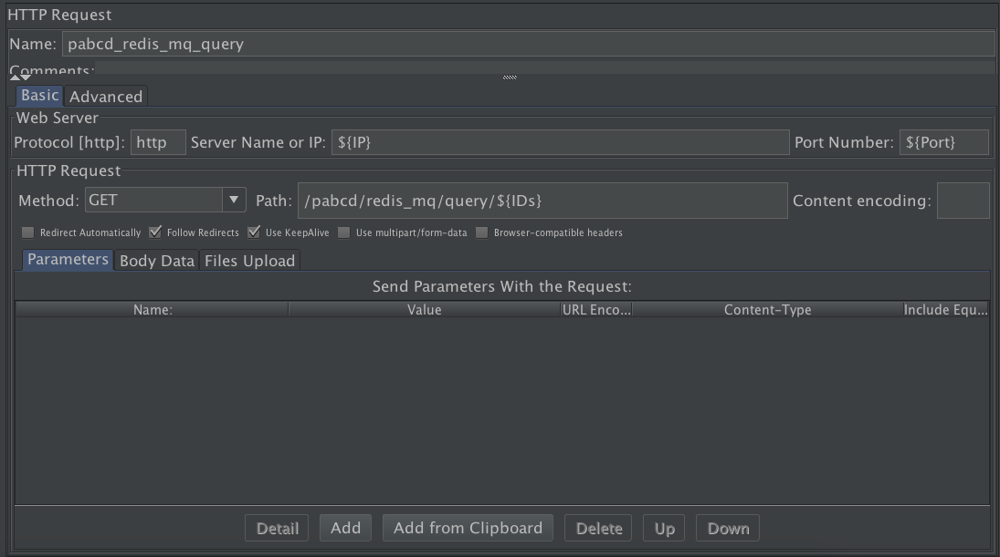 HTTP Request
Name: pabcd_redis_mq_query
Comments:
Basic Advanced
Web Server
Protocol [http]: http Server Name or IP: ${IP} Port Number: ${Port}
HTTP Request
Method: GET Path: /pabcd/redis_mq/query/${IDs} Content encoding:
Redirect Automatically Follow Redirects Use KeepAlive Use multipart/form-data Browser-compatible headers
Parameters Body Data Files Upload
Send Parameters With the Request:
Name: Value URL Enco... Content-Type Include Equ...
Detail Add Add from Clipboard Delete Up Down